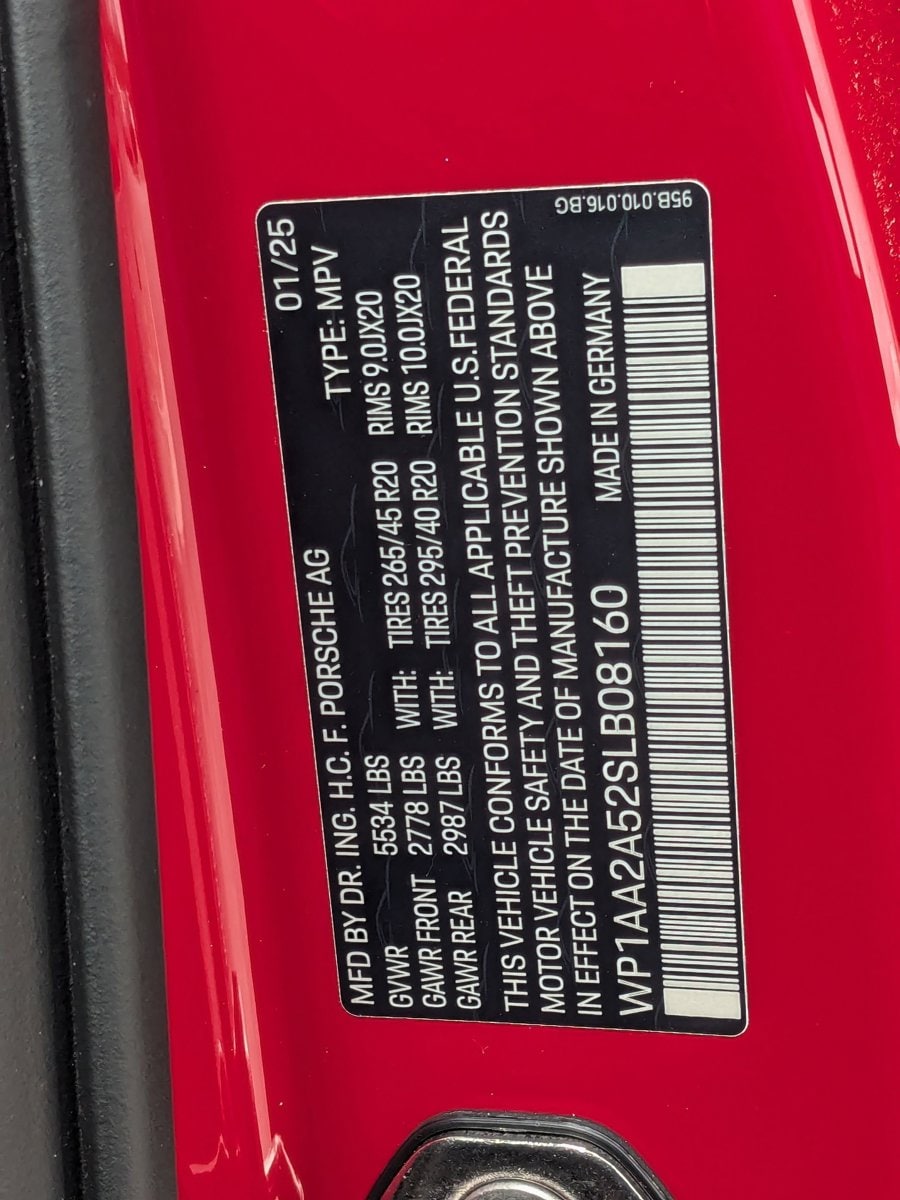 01/25
MFD BY DR. ING. H.C. F. PORSCHE AG TYPE: MPV
GVWR 5534 LBS WITH: TIRES 265/45 R20 RIMS 9.0JX20
GAWR FRONT 2778 LBS WITH: TIRES 295/40 R20 RIMS 10.0JX20
GAWR REAR 2987 LBS
THIS VEHICLE CONFORMS TO ALL APPLICABLE U.S.FEDERAL
MOTOR VEHICLE SAFETY AND THEFT PREVENTION STANDARDS
IN EFFECT ON THE DATE OF MANUFACTURE SHOWN ABOVE
WP1AA2A52SLB08160 MADE IN GERMANY
95B.010.016.BG